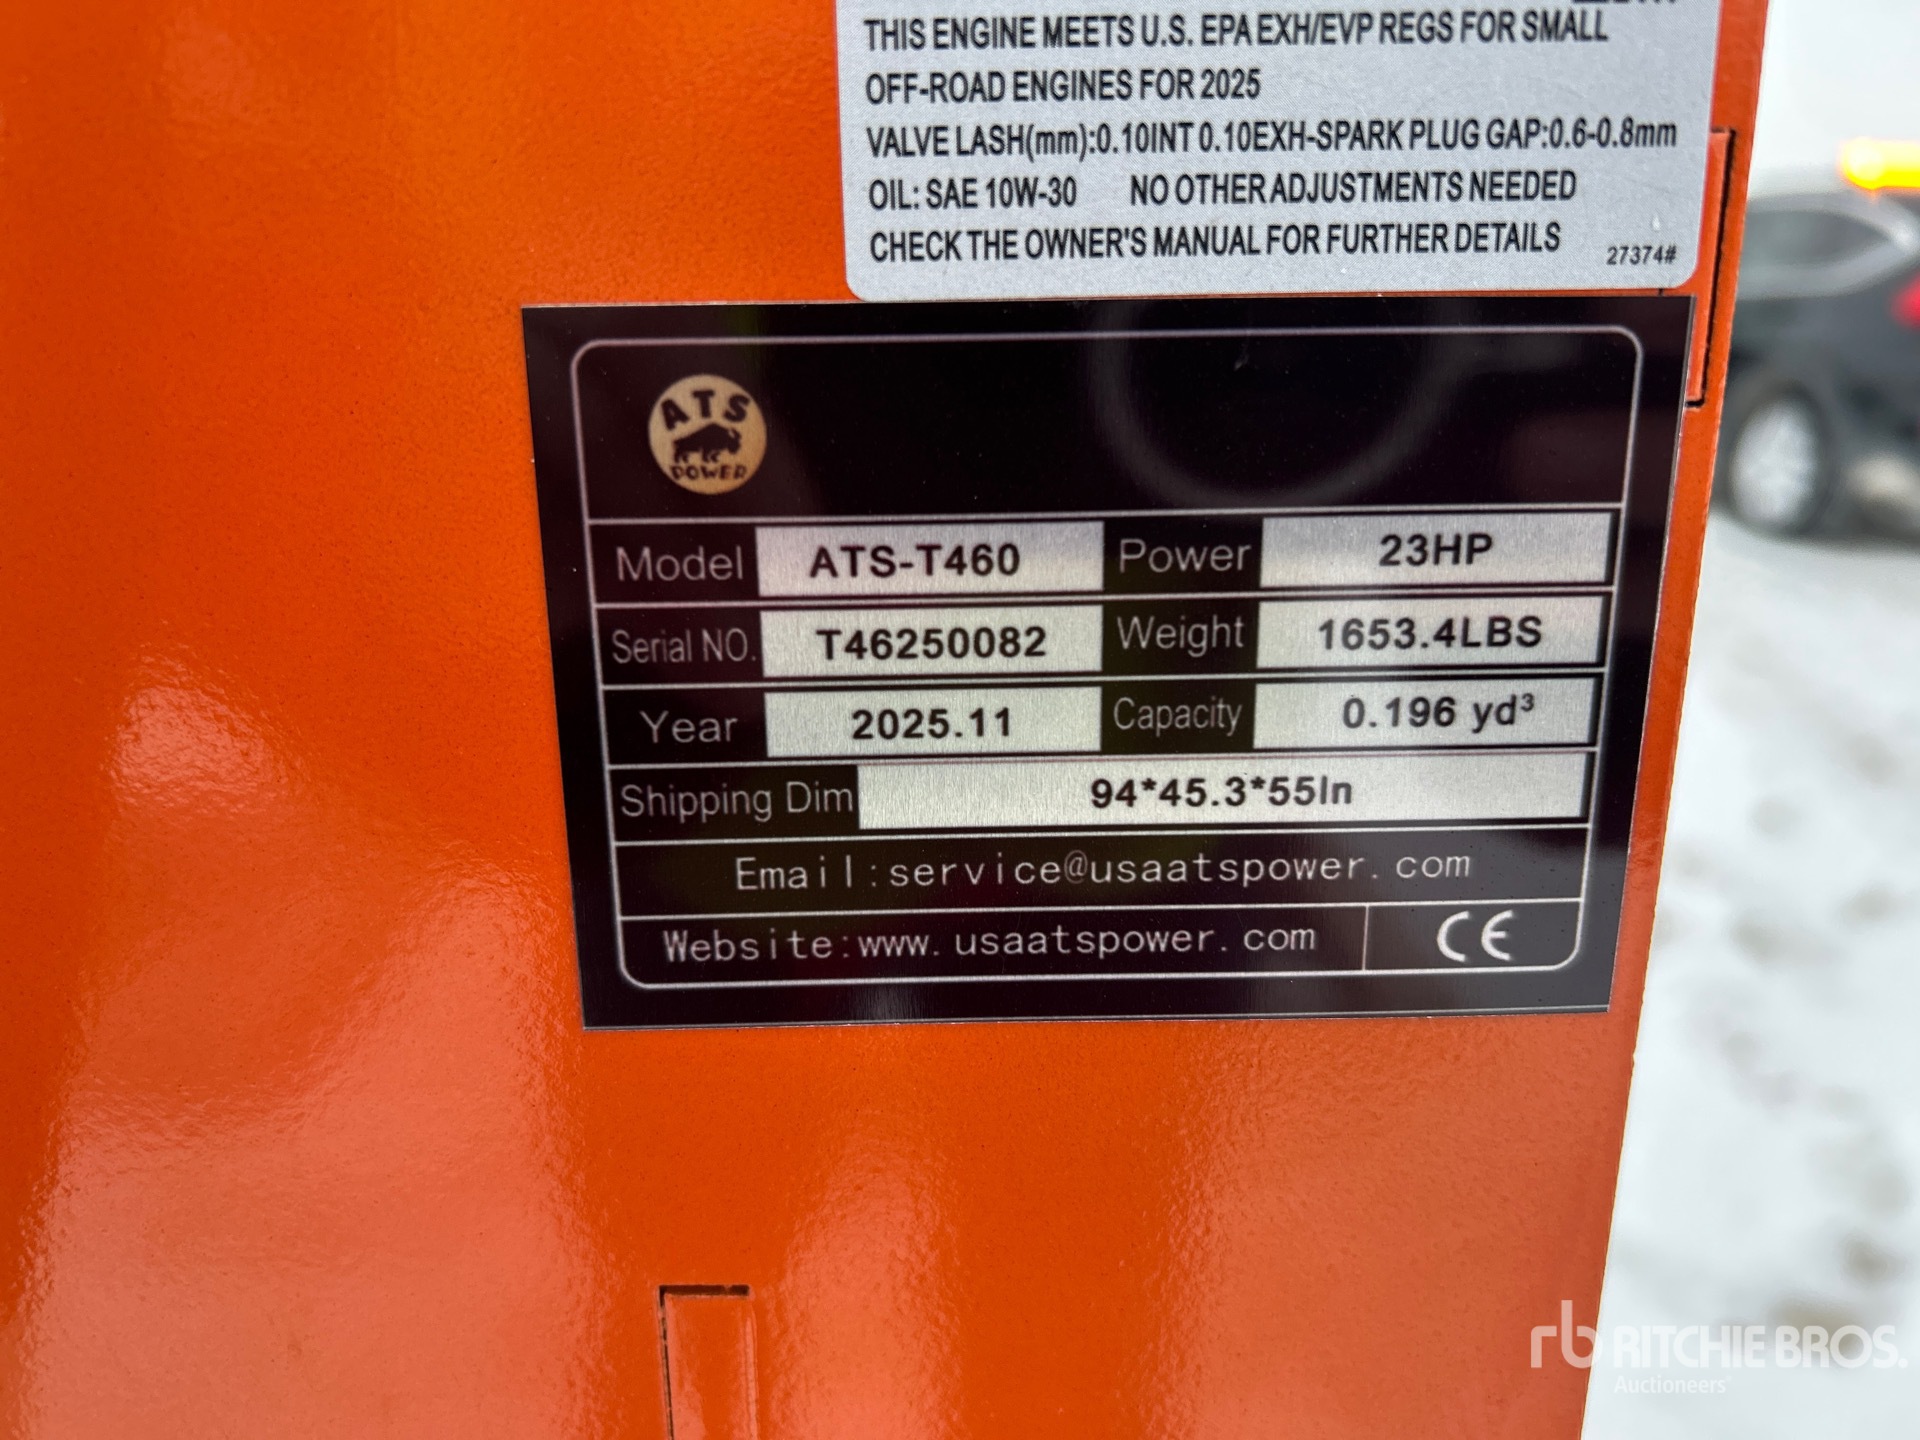 THIS ENGINE MEETS U.S. EPA EXH/EVP REGS FOR SMALL
OFF-ROAD ENGINES FOR 2025
VALVE LASH(mm):0.10INT 0.10EXH-SPARK PLUG GAP:0.6-0.8mm
OIL: SAE 10W-30 NO OTHER ADJUSTMENTS NEEDED
CHECK THE OWNER'S MANUAL FOR FURTHER DETAILS 27374#
ATS
POWER
Model ATS-T460 Power 23HP
Serial NO. T46250082 Weight 1653.4LBS
Year 2025.11 Capacity 0.196 yd³
Shipping Dim 94*45.3*55In
Email:service@usaatspower.com
Website:www.usaatspower.com CE
rb RITCHIE BROS.
Auctioneers